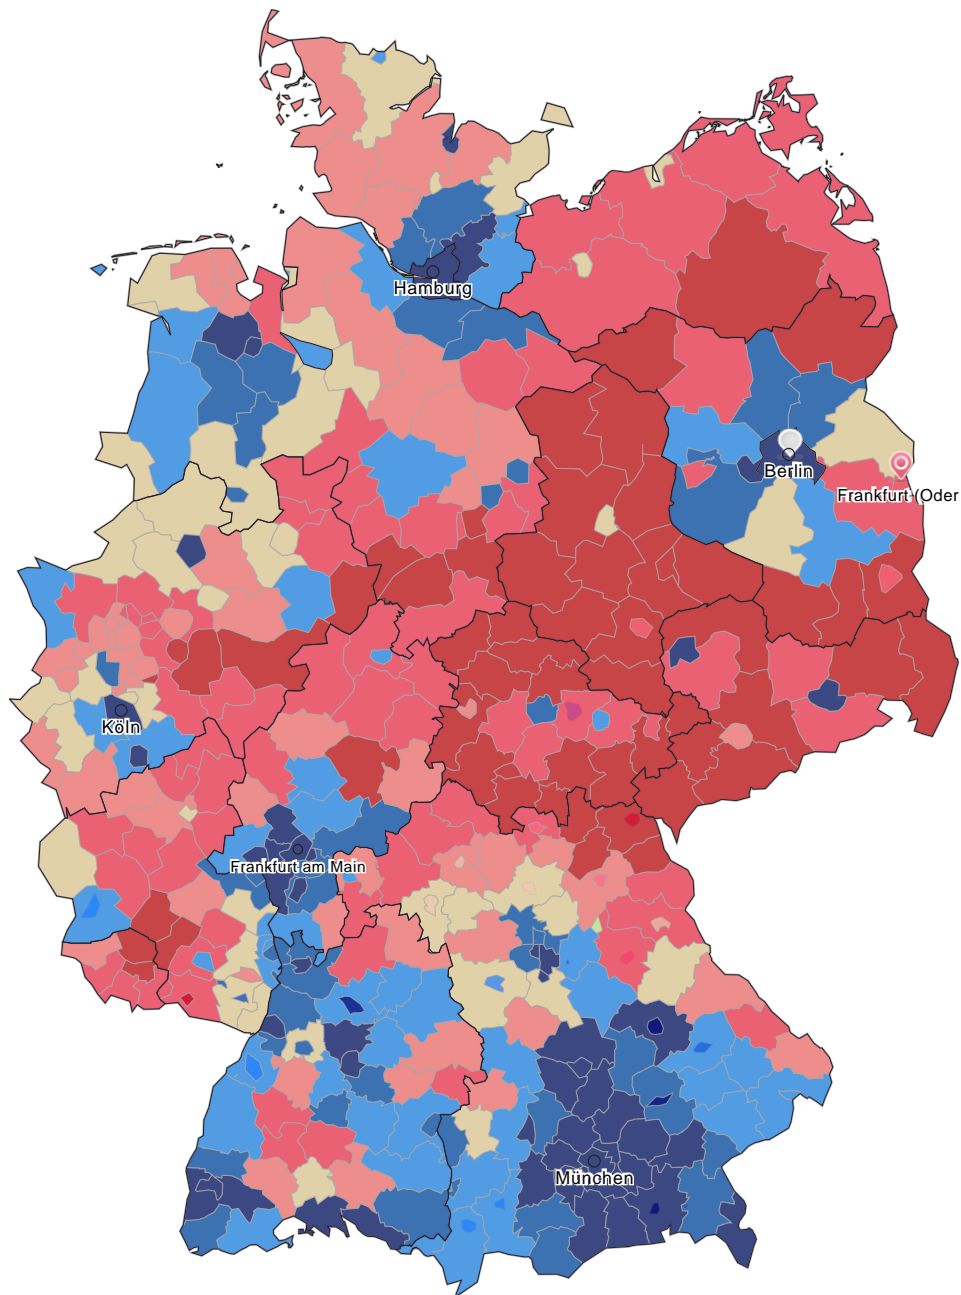 Hamburg
Berlin
Frankfurt (Oder
Köln
Frankfurt am Main
München